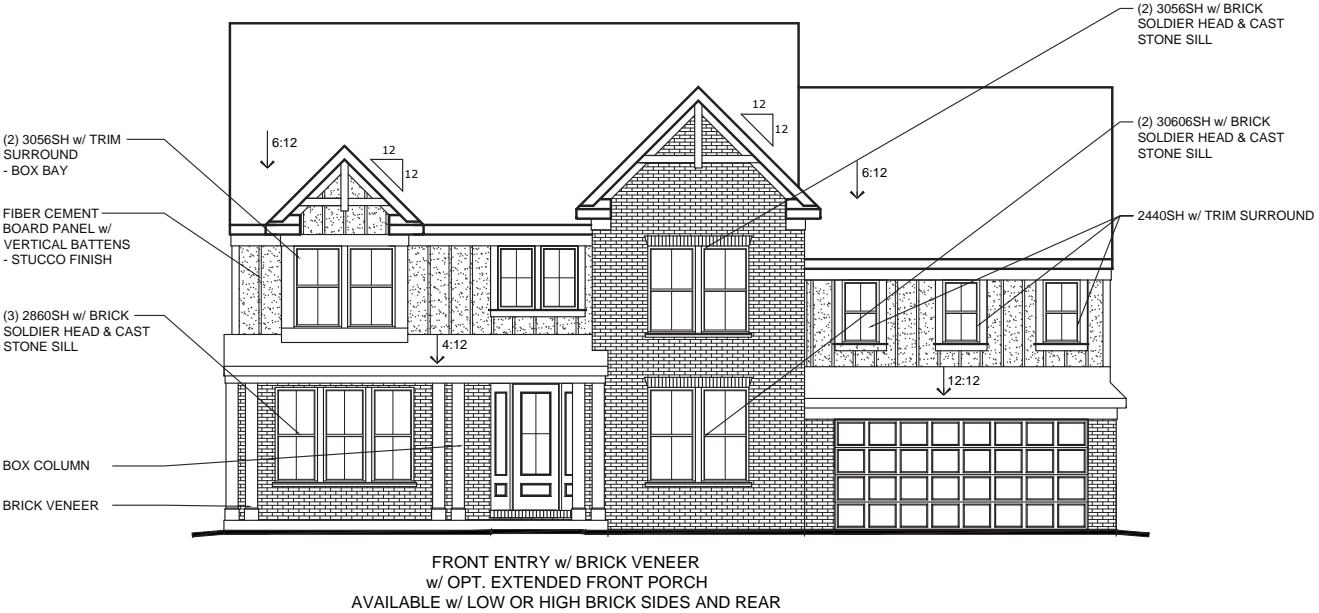 (2) 3056SH w/ BRICK
SOLDIER HEAD & CAST
STONE SILL
(2) 30606SH w/ BRICK
SOLDIER HEAD & CAST
STONE SILL
2440SH w/ TRIM SURROUND
(2) 3056SH w/ TRIM
SURROUND
- BOX BAY
FIBER CEMENT
BOARD PANEL w/
VERTICAL BATTENS
- STUCCO FINISH
(3) 2860SH w/ BRICK
SOLDIER HEAD & CAST
STONE SILL
BOX COLUMN
BRICK VENEER
6:12
12
12
12
12
6:12
4:12
12:12
FRONT ENTRY w/ BRICK VENEER
w/ OPT. EXTENDED FRONT PORCH
AVAILABLE w/ LOW OR HIGH BRICK SIDES AND REAR